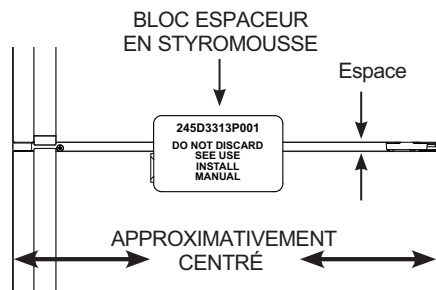 BLOC ESPACEUR
EN STYROMOUSSE
Espace
245D3313P001
DO NOT DISCARD
SEE USE
INSTALL
MANUAL
APPROXIMATIVEMENT
CENTRÉ